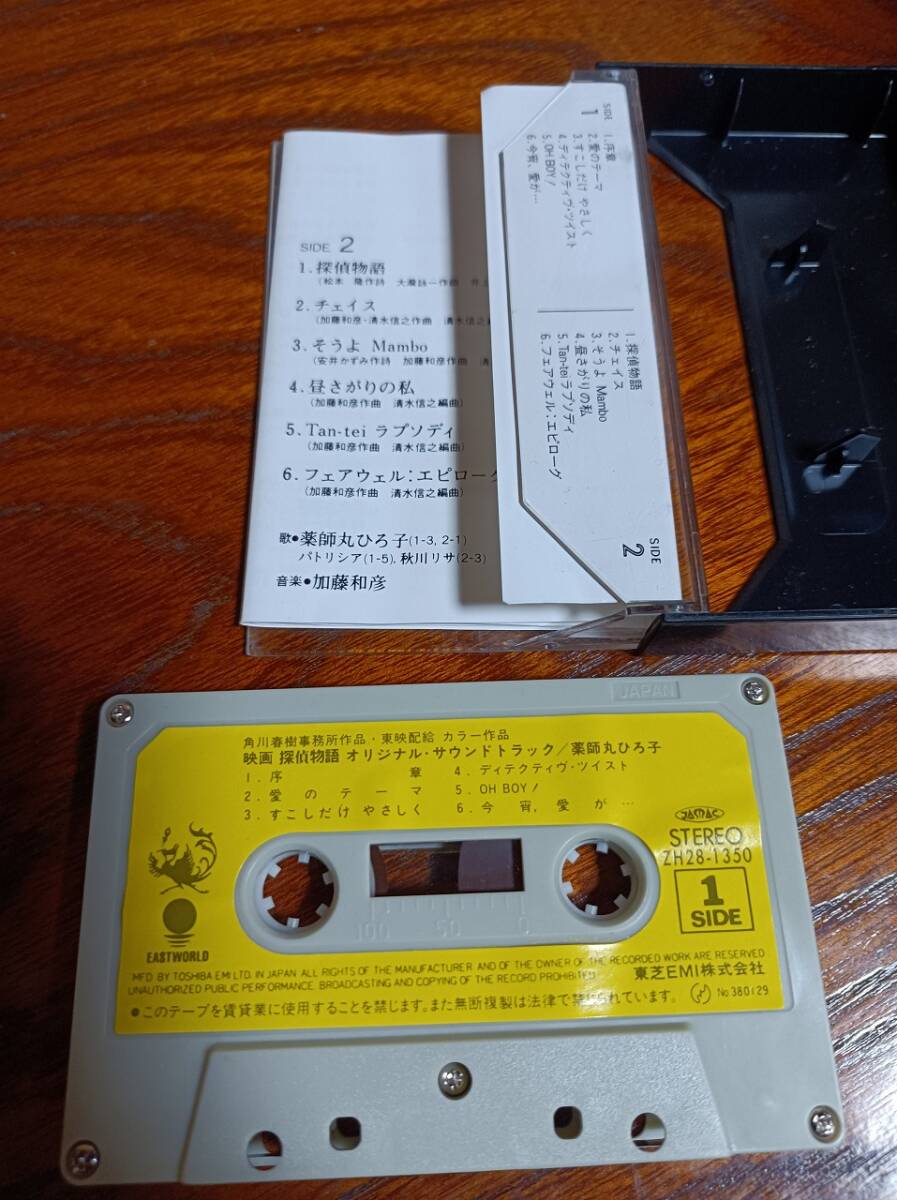 SIDE 1
1.序章
2.愛のテーマ
3.すこしだけ やさしく
4.ディテクティヴ・ツイスト
5.OH BOY!
6.今宵、愛が…
1.探偵物語
2.チェイス
3.そうよ Mambo
4.昼さがりの私
5.Tan-tei ラプソディ
6.フェアウェル:エピローグ
SIDE 2
SIDE 2
1.探偵物語
(松本 隆作詩 大瀧詠一作曲 井上
2.チェイス
(加藤和彦・清水信之作曲 清水信之編
3.そうよ Mambo
(安井かずみ作詩 加藤和彦作曲 清
4.昼さがりの私
(加藤和彦作曲 清水信之編曲)
5.Tan-tei ラプソディ
(加藤和彦作曲 清水信之編曲)
6.フェアウェル:エピローグ
(加藤和彦作曲 清水信之編曲)
歌●薬師丸ひろ子(1-3, 2-1)
パトリシア(1-5), 秋川リサ(2-3)
音楽●加藤和彦
JAPAN
角川春樹事務所作品・東映配給 カラー作品
映画 探偵物語 オリジナル・サウンドトラック/薬師丸ひろ子
1.序章 4.ディテクティヴ・ツイスト
2.愛のテーマ 5.OH BOY!
3.すこしだけ やさしく 6.今宵,愛が…
JASRAC
STEREO
ZH28-1350
1
SIDE
100 50 0
EASTWORLD
MFD BY TOSHIBA EMI LTD. IN JAPAN ALL RIGHTS OF THE MANUFACTURER AND OF THE OWNER OF THE RECORDED WORK ARE RESERVED
UNAUTHORIZED PUBLIC PERFORMANCE. BROADCASTING AND COPYING OF THE RECORD PROHIBITED 東芝EMI株式会社
●このテープを賃貸業に使用することを禁じます。また無断複製は法律で禁じられています。 No.380129